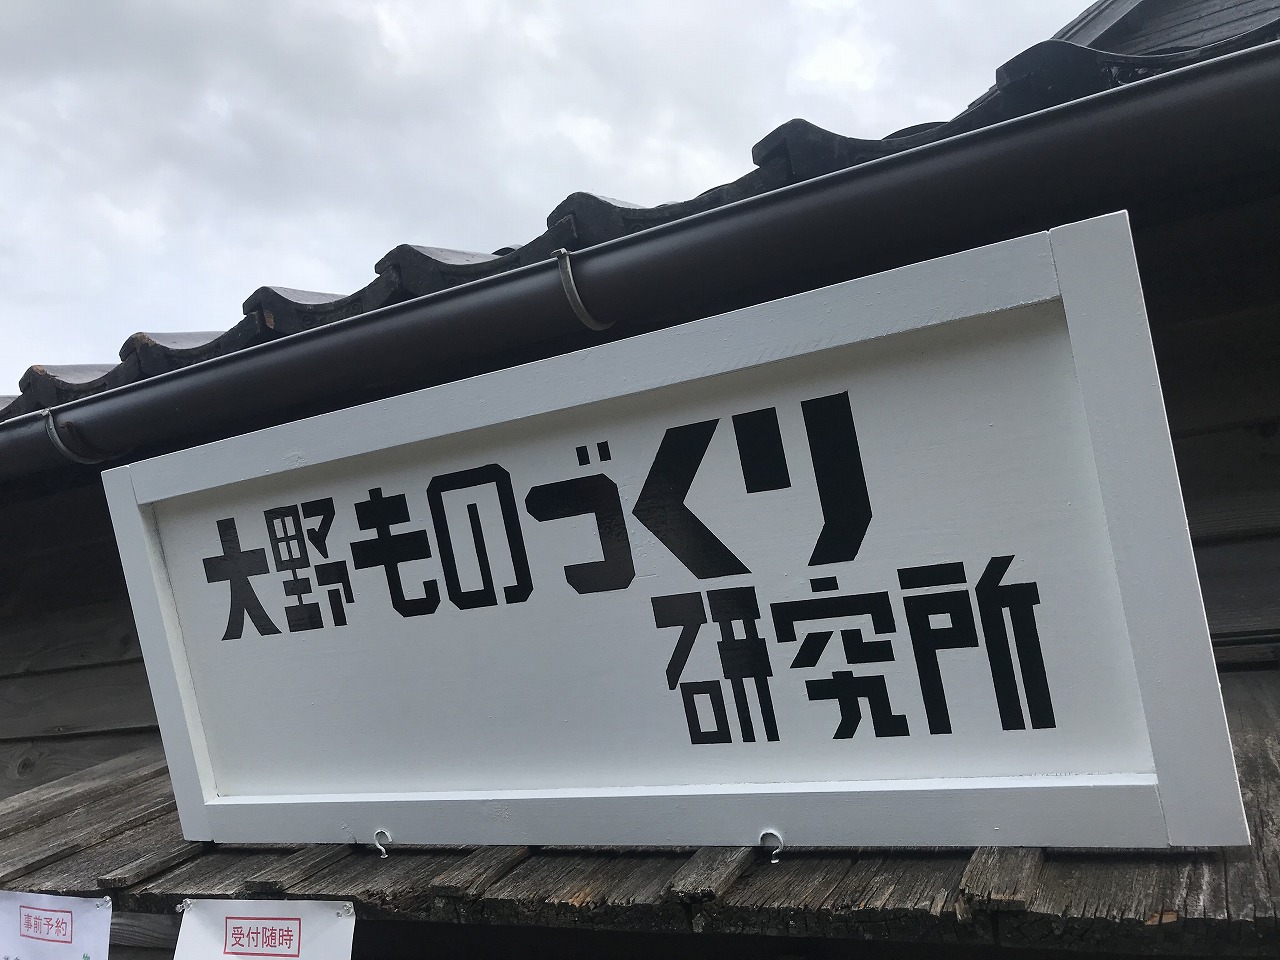 大野ものづくり
研究所
事前予約
受付随時